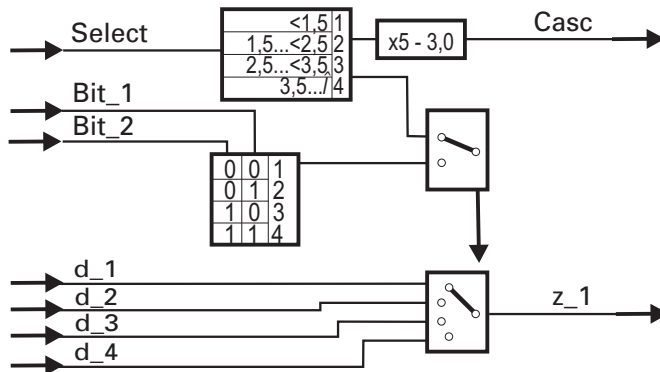 Select
<1,5 1
1,5...<2,5 2
2,5...<3,5 3
3,5.../ 4
x5 - 3,0
Casc
Bit_1
Bit_2
0 0 1
0 1 2
1 0 3
1 1 4
d_1
d_2
d_3
d_4
z_1